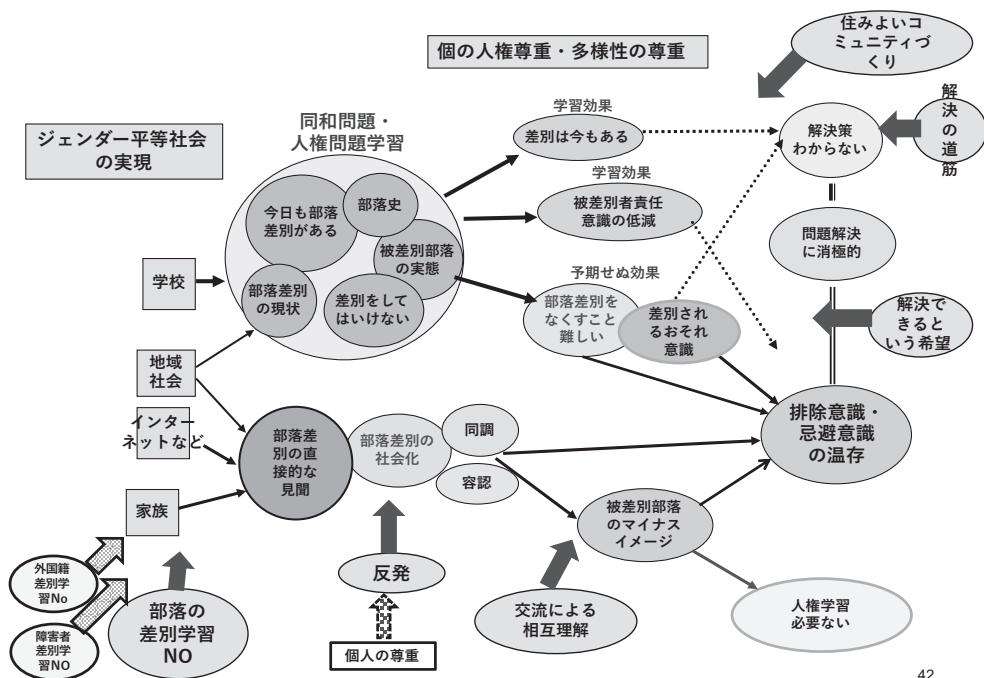 住みよいコ
ミュニティづ
くり
個の人権尊重・多様性の尊重
ジェンダー平等社会
の実現
同和問題・
人権問題学習
学習効果
差別は今もある
解決策
わからない
解
決
の
道
筋
学習効果
被差別者責任
意識の低減
今日も部落
差別がある
部落史
被差別部落
の実態
部落差別
の現状
差別をして
はいけない
問題解決
に消極的
学校
予期せぬ効果
部落差別を
なくすこと
難しい
差別され
るおそれ
意識
解決で
きると
いう希望
地域
社会
インター
ネットなど
家族
部落差
別の直
接的な
見聞
部落差別の
社会化
同調
容認
排除意識・
忌避意識
の温存
被差別部落
のマイナス
イメージ
外国籍
差別学
習No
障害者
差別学
習NO
部落の
差別学習
NO
反発
個人の尊重
交流による
相互理解
人権学習
必要ない
42